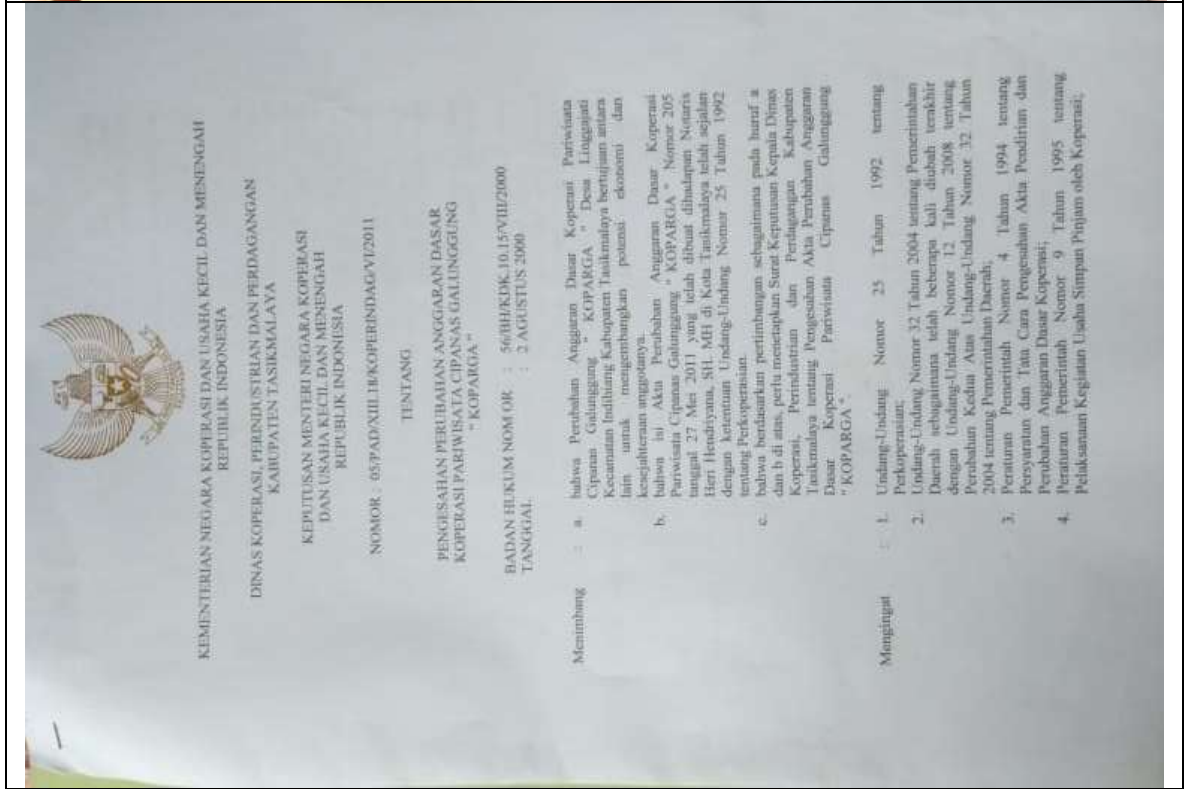 KEMENTERIAN NEGARA KOPERASI DAN USAHA KECIL DAN MENENGAH
REPUBLIK INDONESIA
DINAS KOPERASI, PERINDUSTRIAN DAN PERDAGANGAN
KABUPATEN TASIKMALAYA
KEPUTUSAN MENTERI NEGARA KOPERASI
DAN USAHA KECIL DAN MENENGAH
REPUBLIK INDONESIA
NOMOR : 05/PAD/XIII.18/KOPERINDAG/VI/2011
TENTANG
PENGESAHAN PERUBAHAN ANGGARAN DASAR
KOPERASI PARIWISATA CIPANAS GALUNGGUNG
" KOPARGA "
BADAN HUKUM NOMOR : 56/BH/KDK.10.15/VIII/2000
TANGGAL : 2 AGUSTUS 2000
Menimbang : a. bahwa Perubahan Anggaran Dasar Koperasi Pariwisata
Cipanas Galunggung " KOPARGA " Desa Linggajati
Kecamatan Indihiang Kabupaten Tasikmalaya bertujuan antara
lain untuk mengembangkan potensi ekonomi dan
kesejahteraan anggotanya.
b. bahwa isi Akta Perubahan Anggaran Dasar Koperasi
Pariwisata Cipanas Galunggung " KOPARGA " Nomor 205
tanggal 27 Mei 2011 yang telah dibuat dihadapan Notaris
Heri Hendriyana, SH. MH di Kota Tasikmalaya telah sejalan
dengan ketentuan Undang-Undang Nomor 25 Tahun 1992
tentang Perkoperasian.
c. bahwa berdasarkan pertimbangan sebagaimana pada huruf a
dan b di atas, perlu menetapkan Surat Keputusan Kepala Dinas
Koperasi, Perindustrian dan Perdagangan Kabupaten
Tasikmalaya tentang Pengesahan Akta Perubahan Anggaran
Dasar Koperasi Pariwisata Cipanas Galunggung
" KOPARGA "
Mengingat : 1. Undang-Undang Nomor 25 Tahun 1992 tentang
Perkoperasian;
2. Undang-Undang Nomor 32 Tahun 2004 tentang Pemerintahan
Daerah sebagaimana telah beberapa kali diubah terakhir
dengan Undang-Undang Nomor 12 Tahun 2008 tentang
Perubahan Kedua Atas Undang-Undang Nomor 32 Tahun
2004 tentang Pemerintahan Daerah;
3. Peraturan Pemerintah Nomor 4 Tahun 1994 tentang
Persyaratan dan Tata Cara Pengesahan Akta Pendirian dan
Perubahan Anggaran Dasar Koperasi;
4. Peraturan Pemerintah Nomor 9 Tahun 1995 tentang
Pelaksanaan Kegiatan Usaha Simpan Pinjam oleh Koperasi;